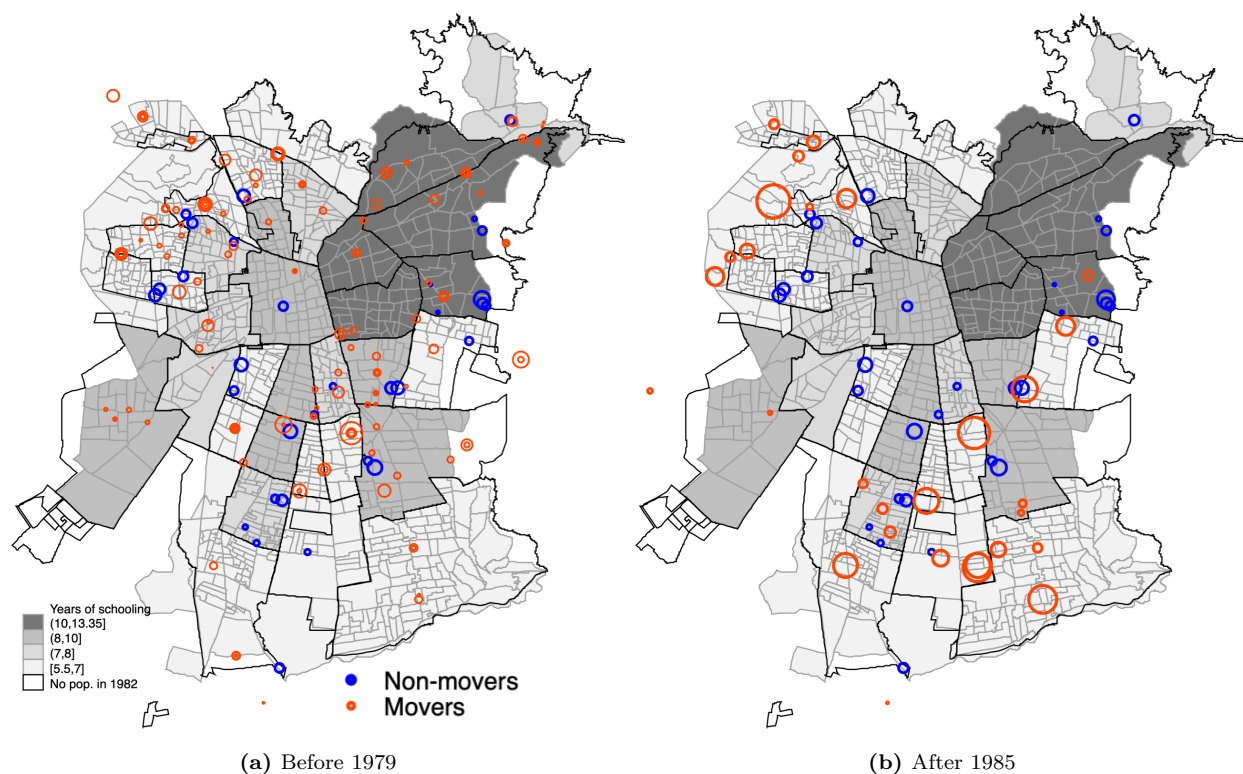 Years of schooling
(10,13.35]
(8,10]
(7,8]
[5.5,7]
No pop. in 1982
Non-movers
Movers
(a) Before 1979
(b) After 1985